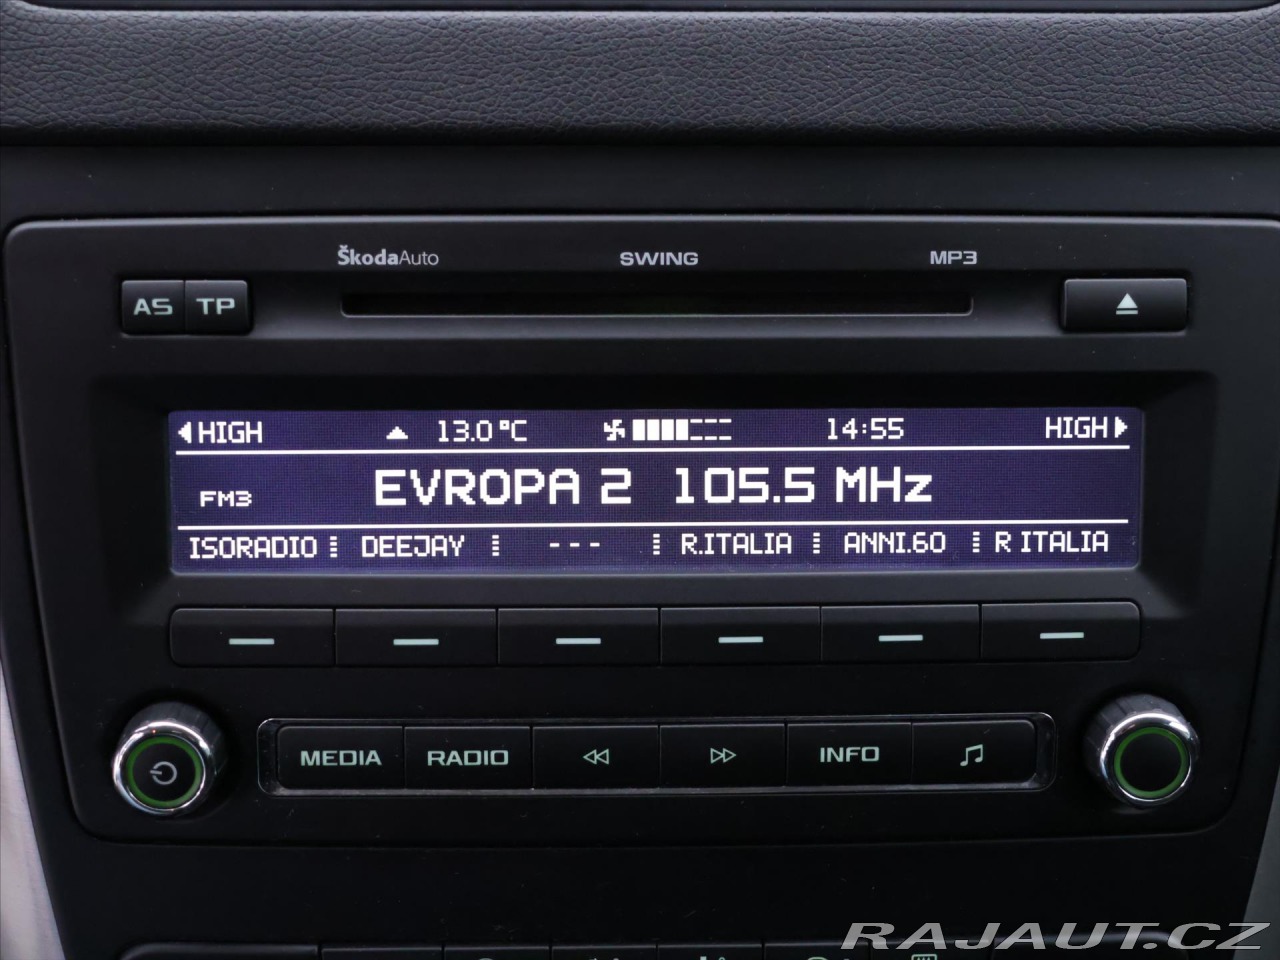 ŠkodaAuto SWING MP3
AS TP
HIGH 13.0°C 14:55 HIGH
FM3 EVROPA 2 105.5 MHz
ISORADIO DEEJAY --- R.ITALIA ANNI.60 R ITALIA
MEDIA RADIO INFO
RAJAUT.CZ